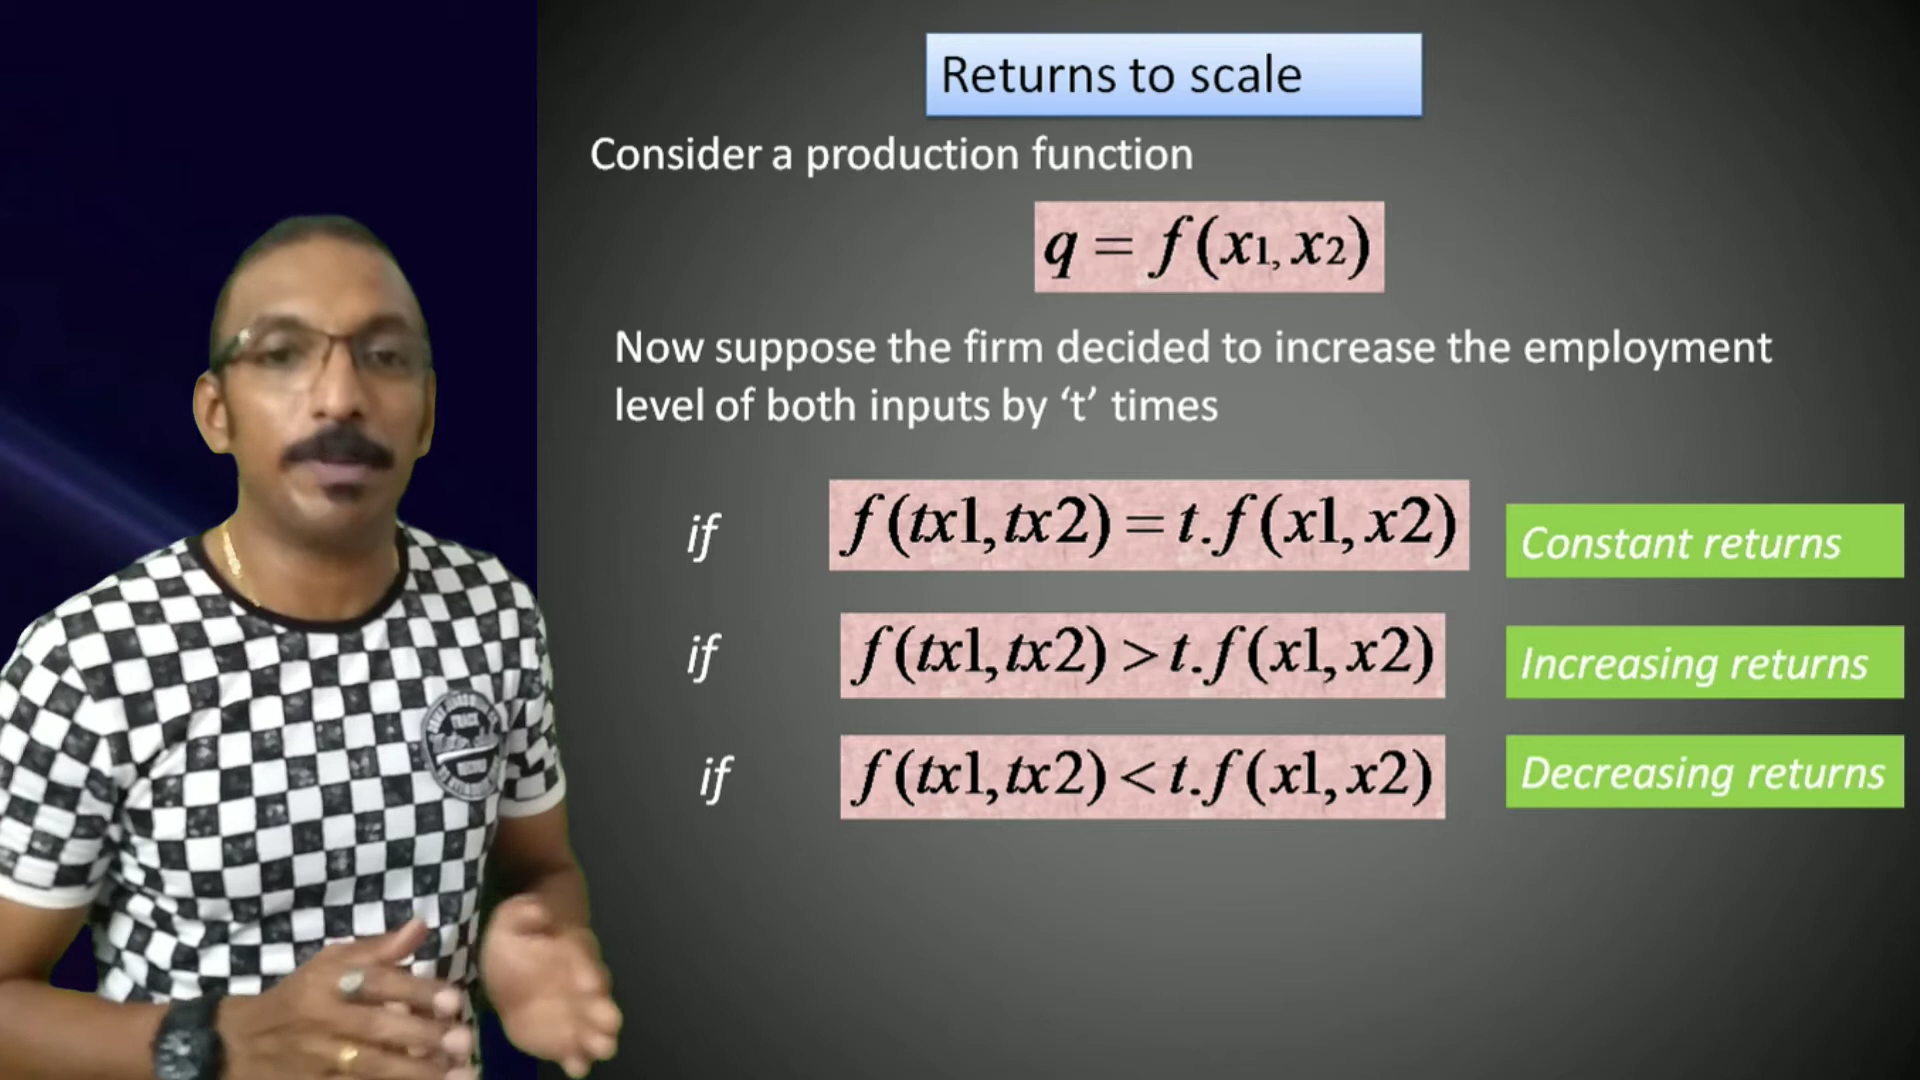 Returns to scale
Consider a production function
q = f(x1, x2)
Now suppose the firm decided to increase the employment
level of both inputs by ‘t’ times
if f(tx1, tx2) = t.f(x1, x2) Constant returns
if f(tx1, tx2) > t.f(x1, x2) Increasing returns
if f(tx1, tx2) < t.f(x1, x2) Decreasing returns
TRACK